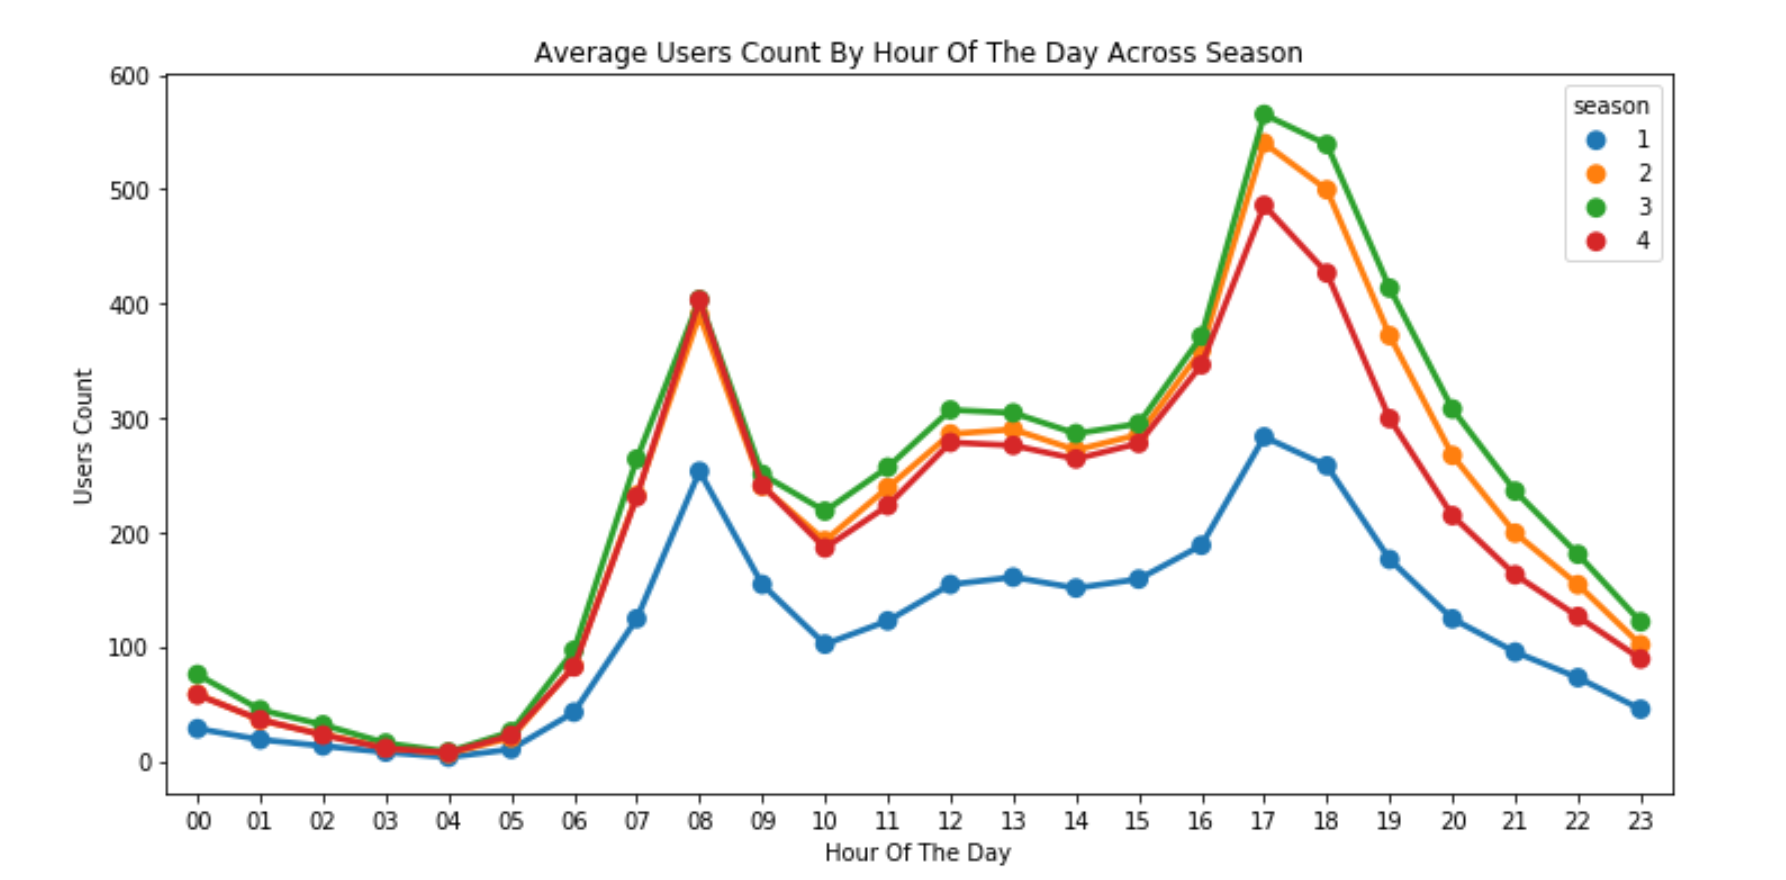 Average Users Count By Hour Of The Day Across Season
600
500
400
300
200
100
0
Users Count
season
1
2
3
4
00 01 02 03 04 05 06 07 08 09 10 11 12 13 14 15 16 17 18 19 20 21 22 23
Hour Of The Day